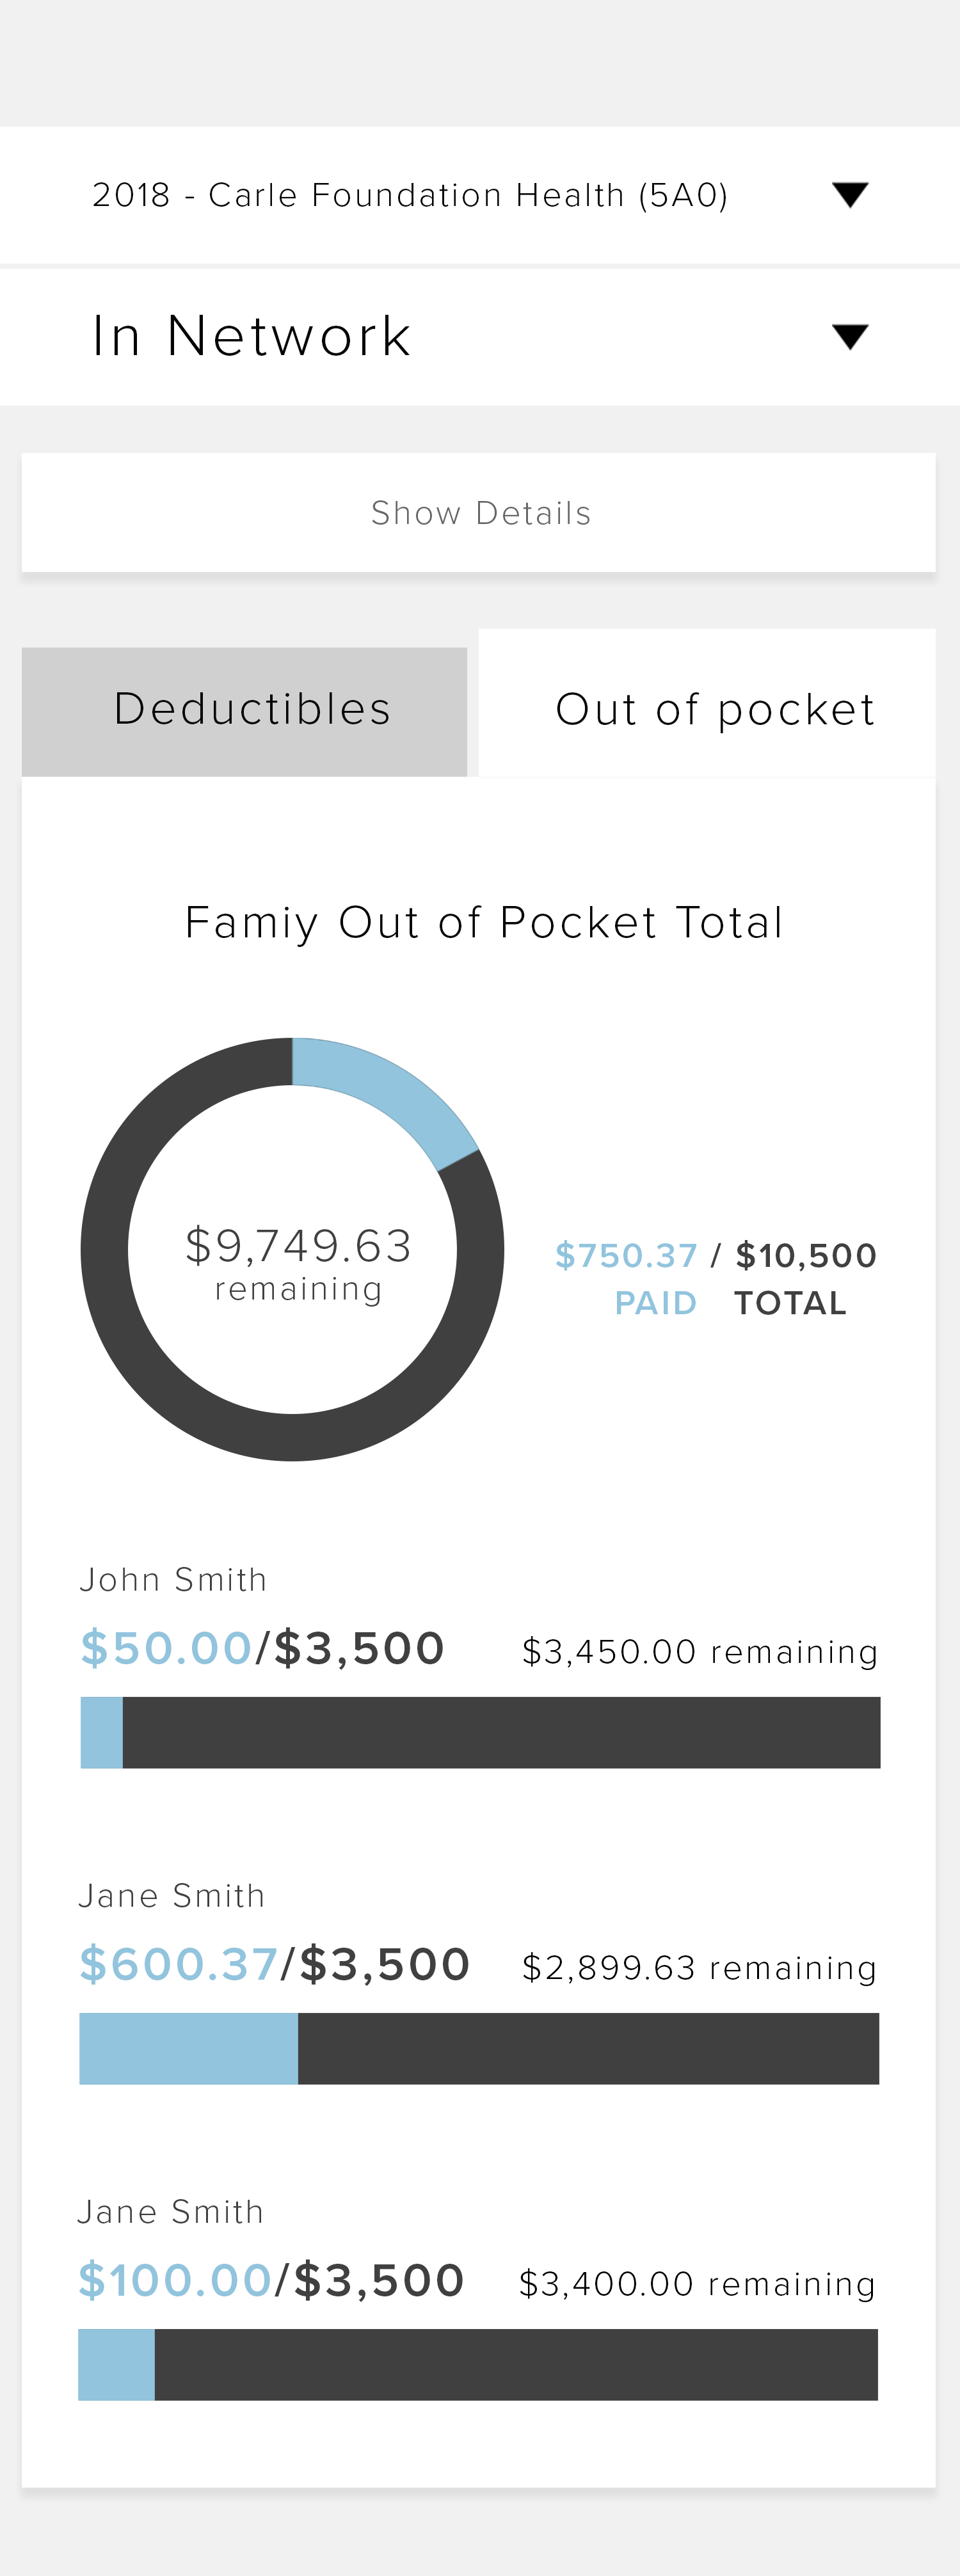 2018 - Carle Foundation Health (5A0)
In Network
Show Details
Deductibles
Out of pocket
Famiy Out of Pocket Total
$9,749.63
remaining
$750.37 / $10,500
PAID TOTAL
John Smith
$50.00/$3,500 $3,450.00 remaining
Jane Smith
$600.37/$3,500 $2,899.63 remaining
Jane Smith
$100.00/$3,500 $3,400.00 remaining